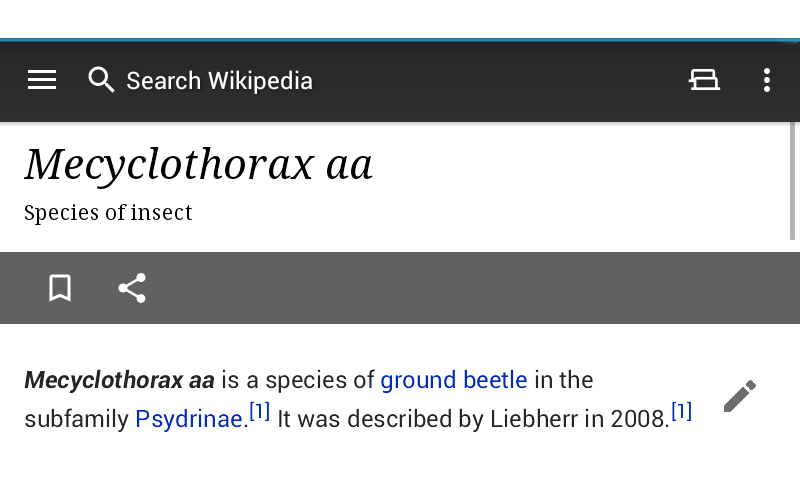 Search Wikipedia
Mecyclothorax aa
Species of insect
Mecyclothorax aa is a species of ground beetle in the
subfamily Psydrinae.[1] It was described by Liebherr in 2008.[1]